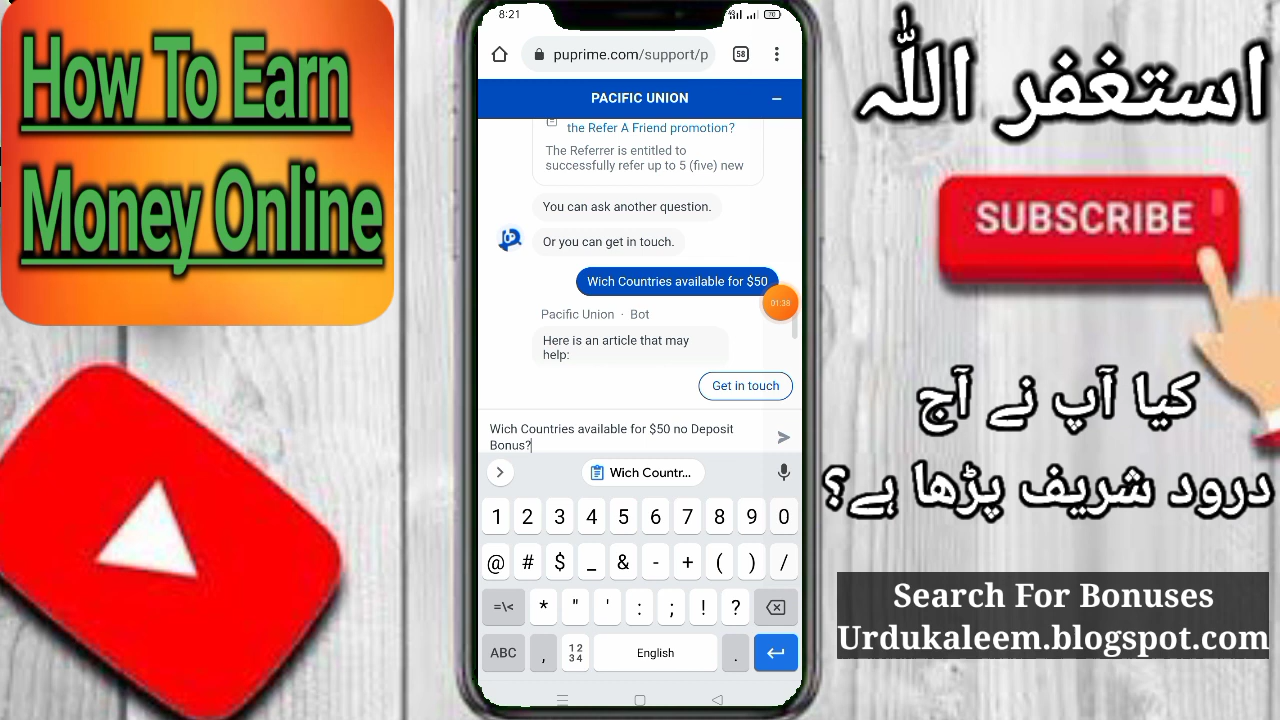 How To Earn
Money Online
8:21
70
puprime.com/support/p
58
PACIFIC UNION
the Refer A Friend promotion?
The Referrer is entitled to
successfully refer up to 5 (five) new
You can ask another question.
Or you can get in touch.
Wich Countries available for $50
01:38
Pacific Union · Bot
Here is an article that may
help:
Get in touch
Wich Countries available for $50 no Deposit
Bonus?
Wich Countr...
1 2 3 4 5 6 7 8 9 0
@ # $ _ & - + ( ) /
=\< * " ' : ; ! ?
ABC , 12 34 English .
استغفر اللّٰہ
SUBSCRIBE
کیا آپ نے آج
درود شریف پڑھا ہے؟
Search For Bonuses
Urdukaleem.blogspot.com